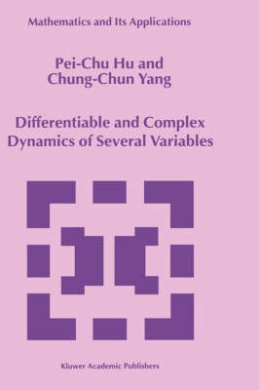 Mathematics and Its Applications
Pei-Chu Hu and
Chung-Chun Yang
Differentiable and Complex
Dynamics of Several Variables
Kluwer Academic Publishers